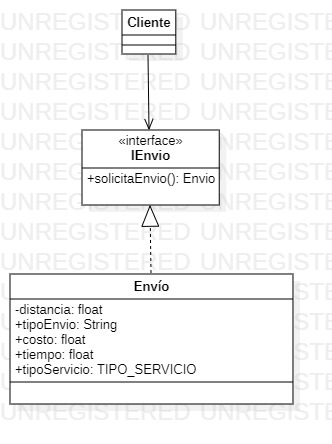 Cliente
«interface»
IEnvio
+solicitaEnvio(): Envio
Envío
-distancia: float
+tipoEnvio: String
+costo: float
+tiempo: float
+tipoServicio: TIPO_SERVICIO
UNREGISTERED UNREGISTERED